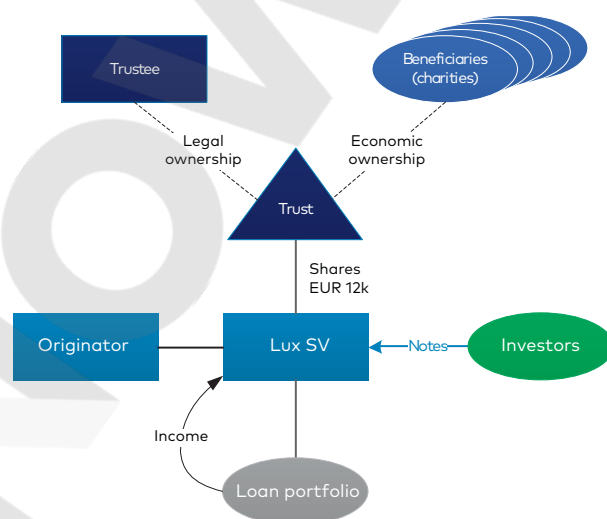 Trustee
Beneficiaries
(charities)
Legal
ownership
Economic
ownership
Trust
Shares
EUR 12k
Originator
Lux SV
Notes
Investors
Income
Loan portfolio